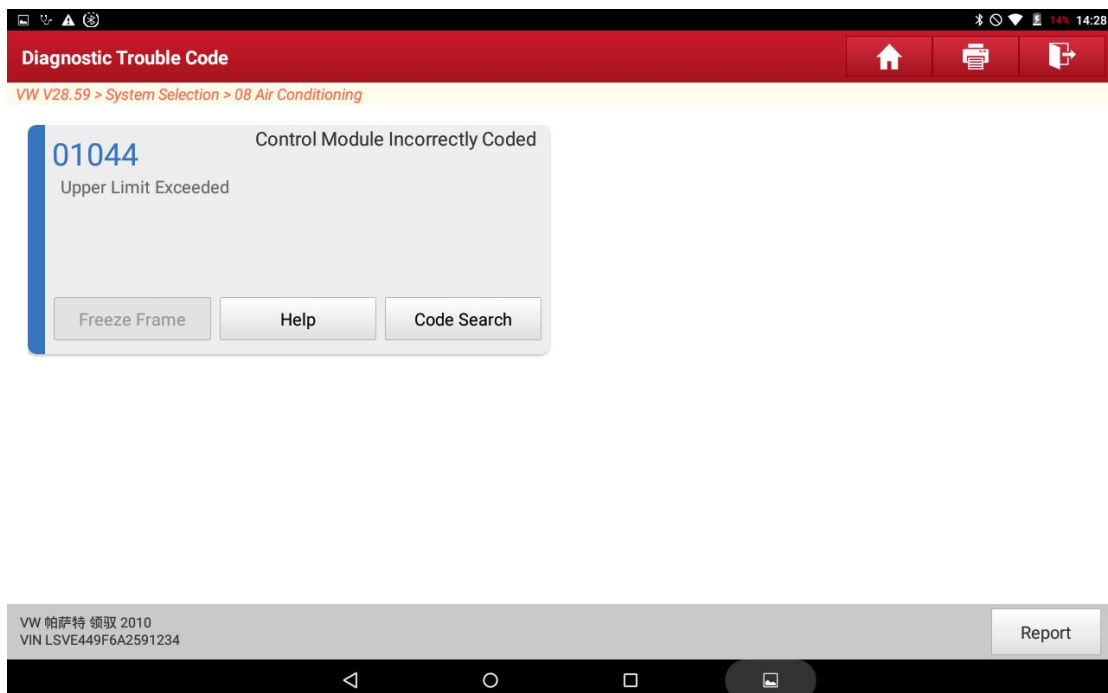 14% 14:28
Diagnostic Trouble Code
VW V28.59 > System Selection > 08 Air Conditioning
01044
Control Module Incorrectly Coded
Upper Limit Exceeded
Freeze Frame
Help
Code Search
VW 帕萨特 领驭 2010
VIN LSVE449F6A2591234
Report